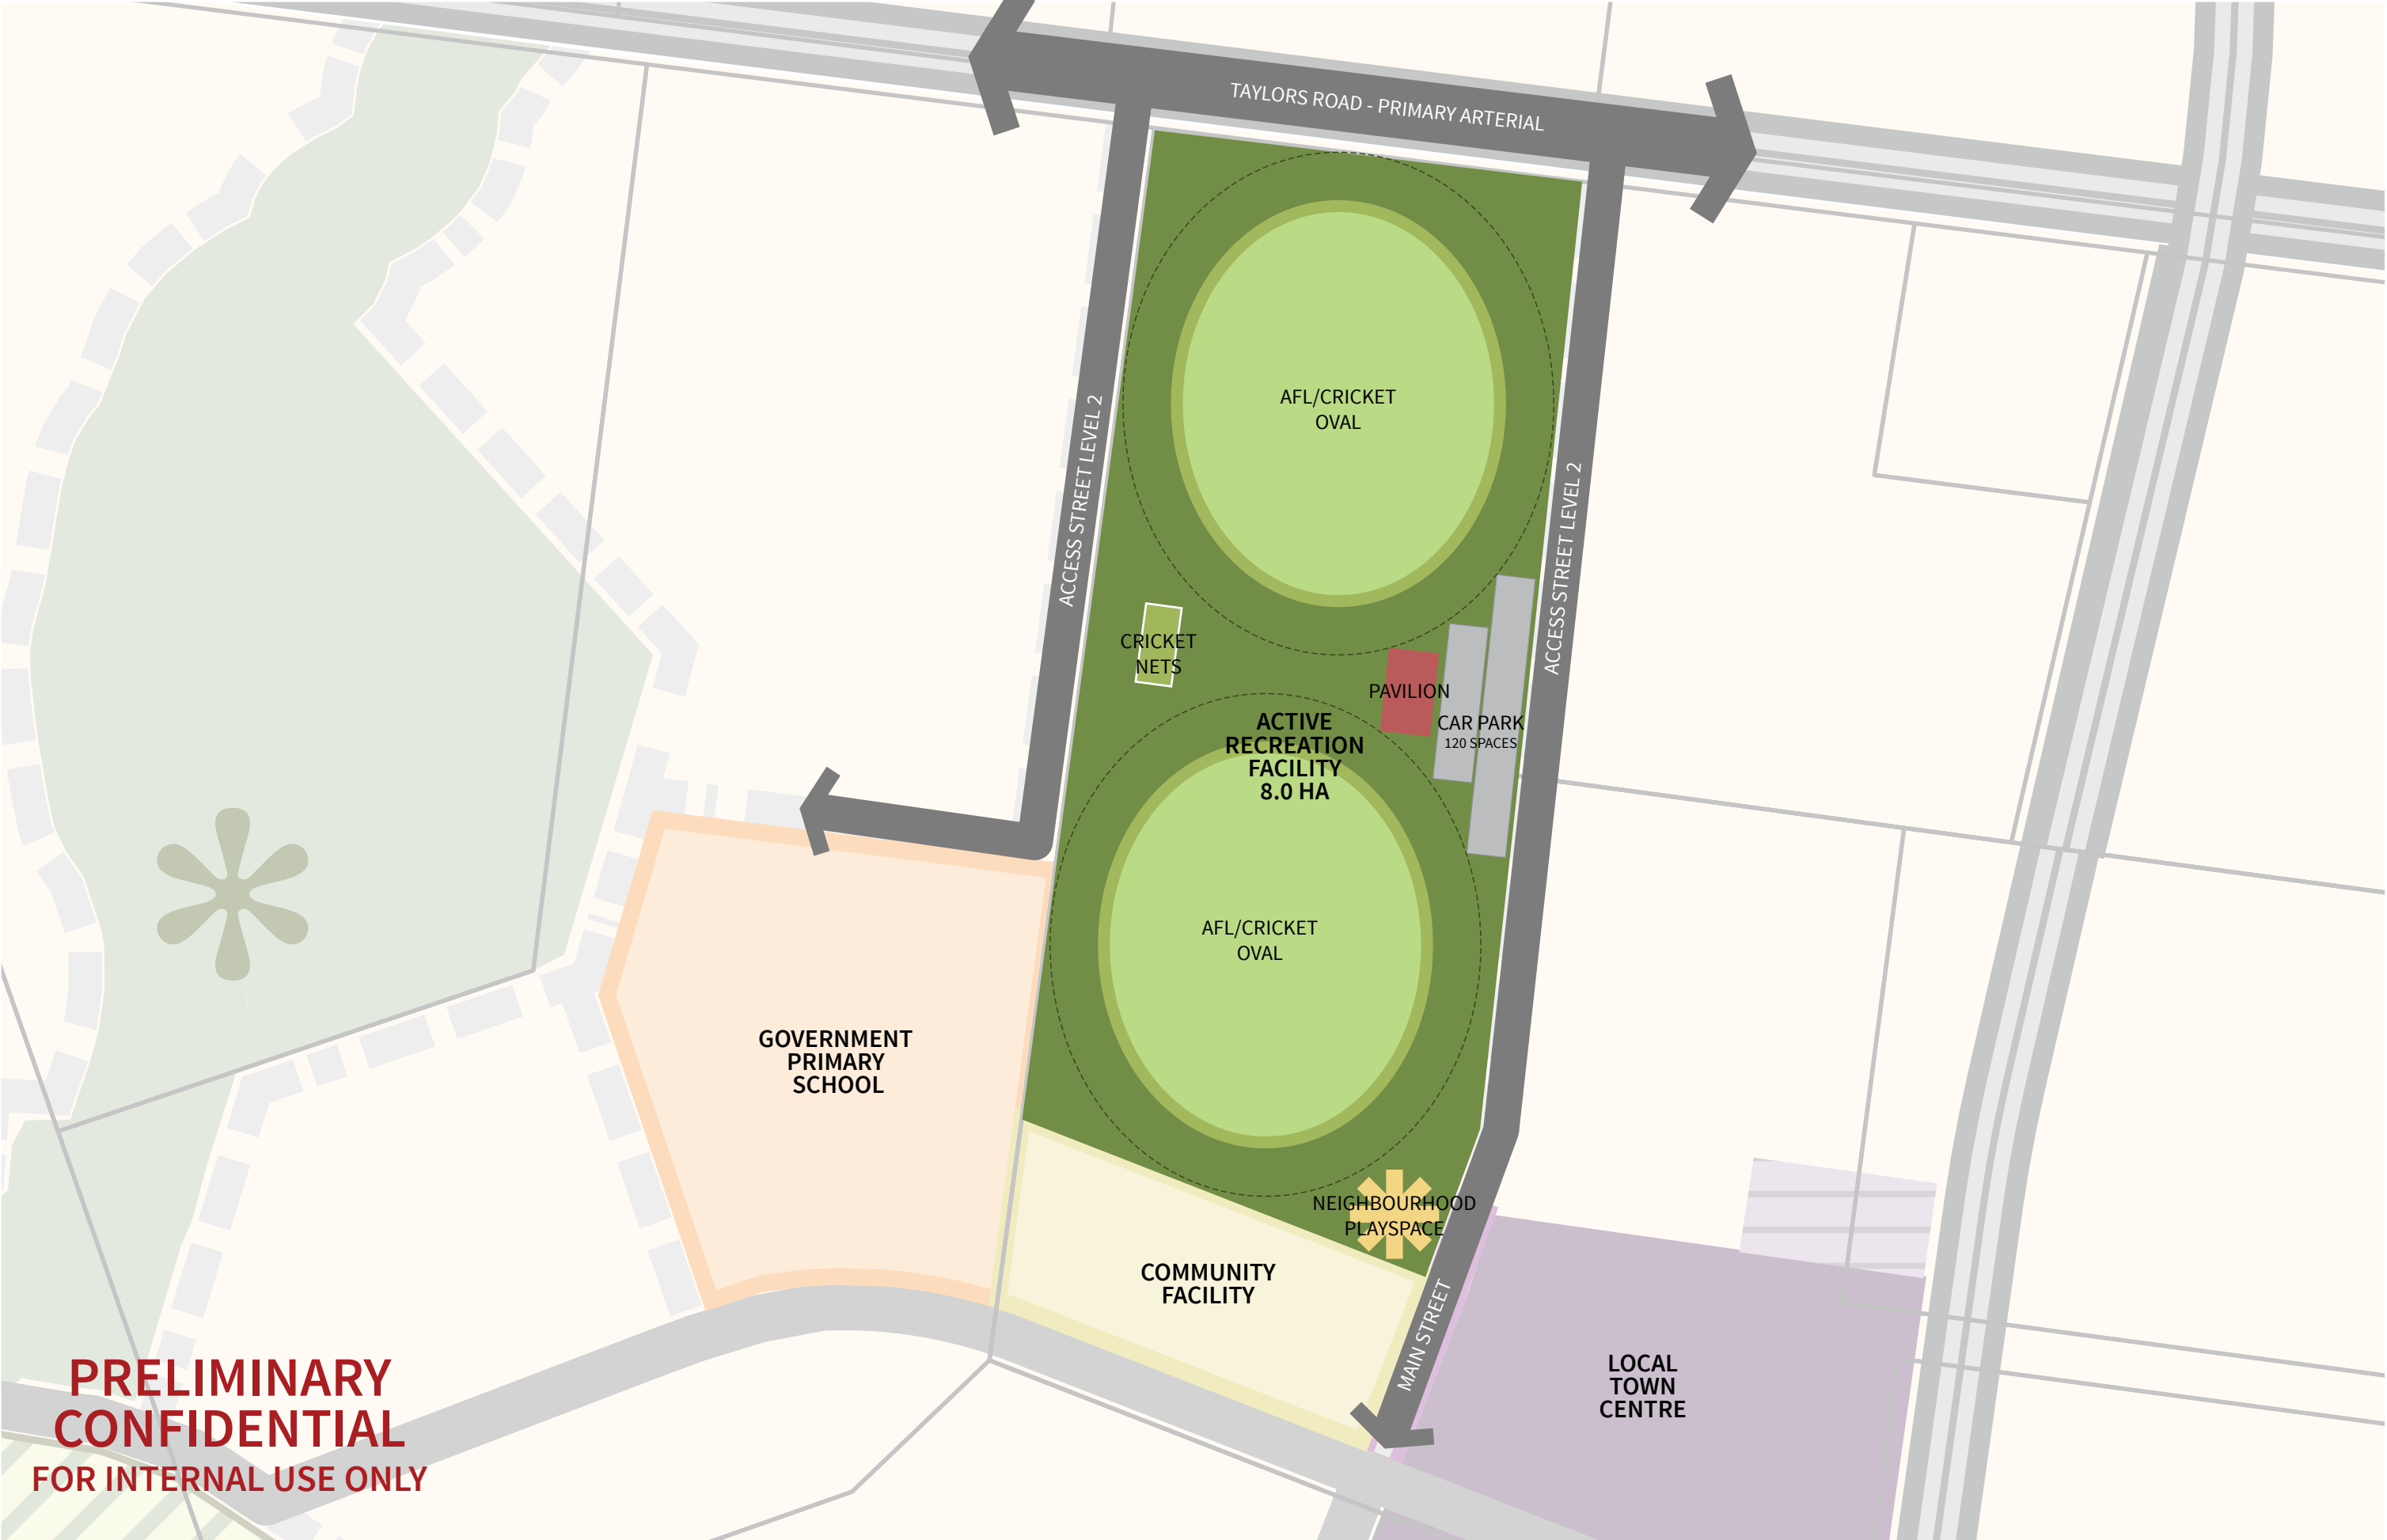 TAYLORS ROAD - PRIMARY ARTERIAL
AFL/CRICKET
OVAL
ACCESS STREET LEVEL 2
ACCESS STREET LEVEL 2
CRICKET
NETS
PAVILION
CAR PARK
120 SPACES
ACTIVE
RECREATION
FACILITY
8.0 HA
AFL/CRICKET
OVAL
GOVERNMENT
PRIMARY
SCHOOL
NEIGHBOURHOOD
PLAYSPACE
COMMUNITY
FACILITY
MAIN STREET
LOCAL
TOWN
CENTRE
PRELIMINARY
CONFIDENTIAL
FOR INTERNAL USE ONLY